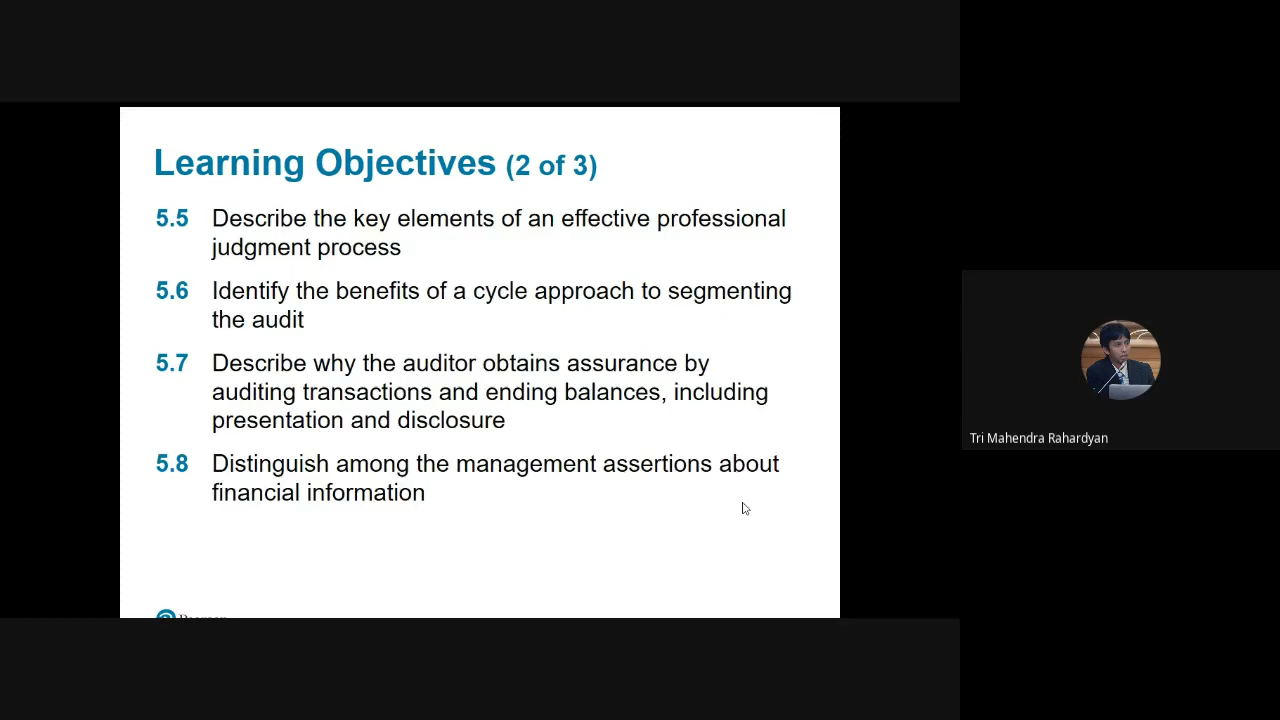 Learning Objectives (2 of 3)
5.5 Describe the key elements of an effective professional
judgment process
5.6 Identify the benefits of a cycle approach to segmenting
the audit
5.7 Describe why the auditor obtains assurance by
auditing transactions and ending balances, including
presentation and disclosure
5.8 Distinguish among the management assertions about
financial information
Tri Mahendra Rahardyan